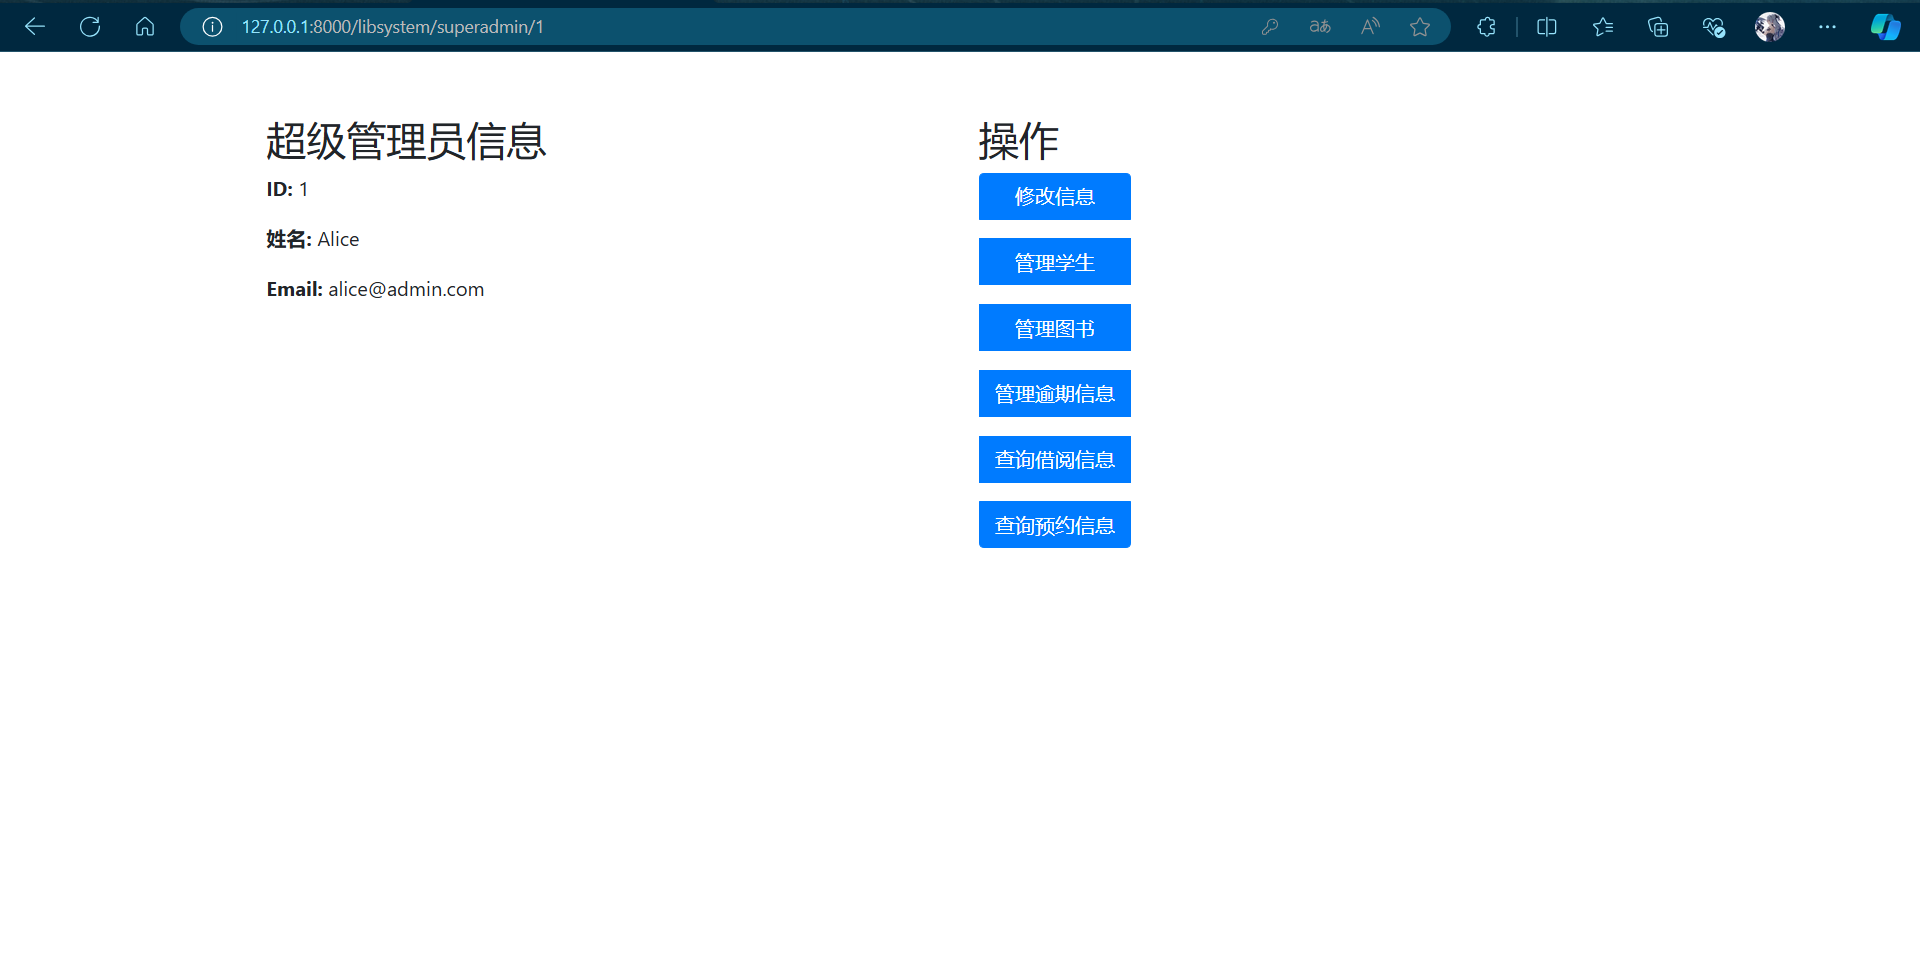 127.0.0.1:8000/libsystem/superadmin/1
超级管理员信息
ID: 1
姓名: Alice
Email: alice@admin.com
操作
修改信息
管理学生
管理图书
管理逾期信息
查询借阅信息
查询预约信息